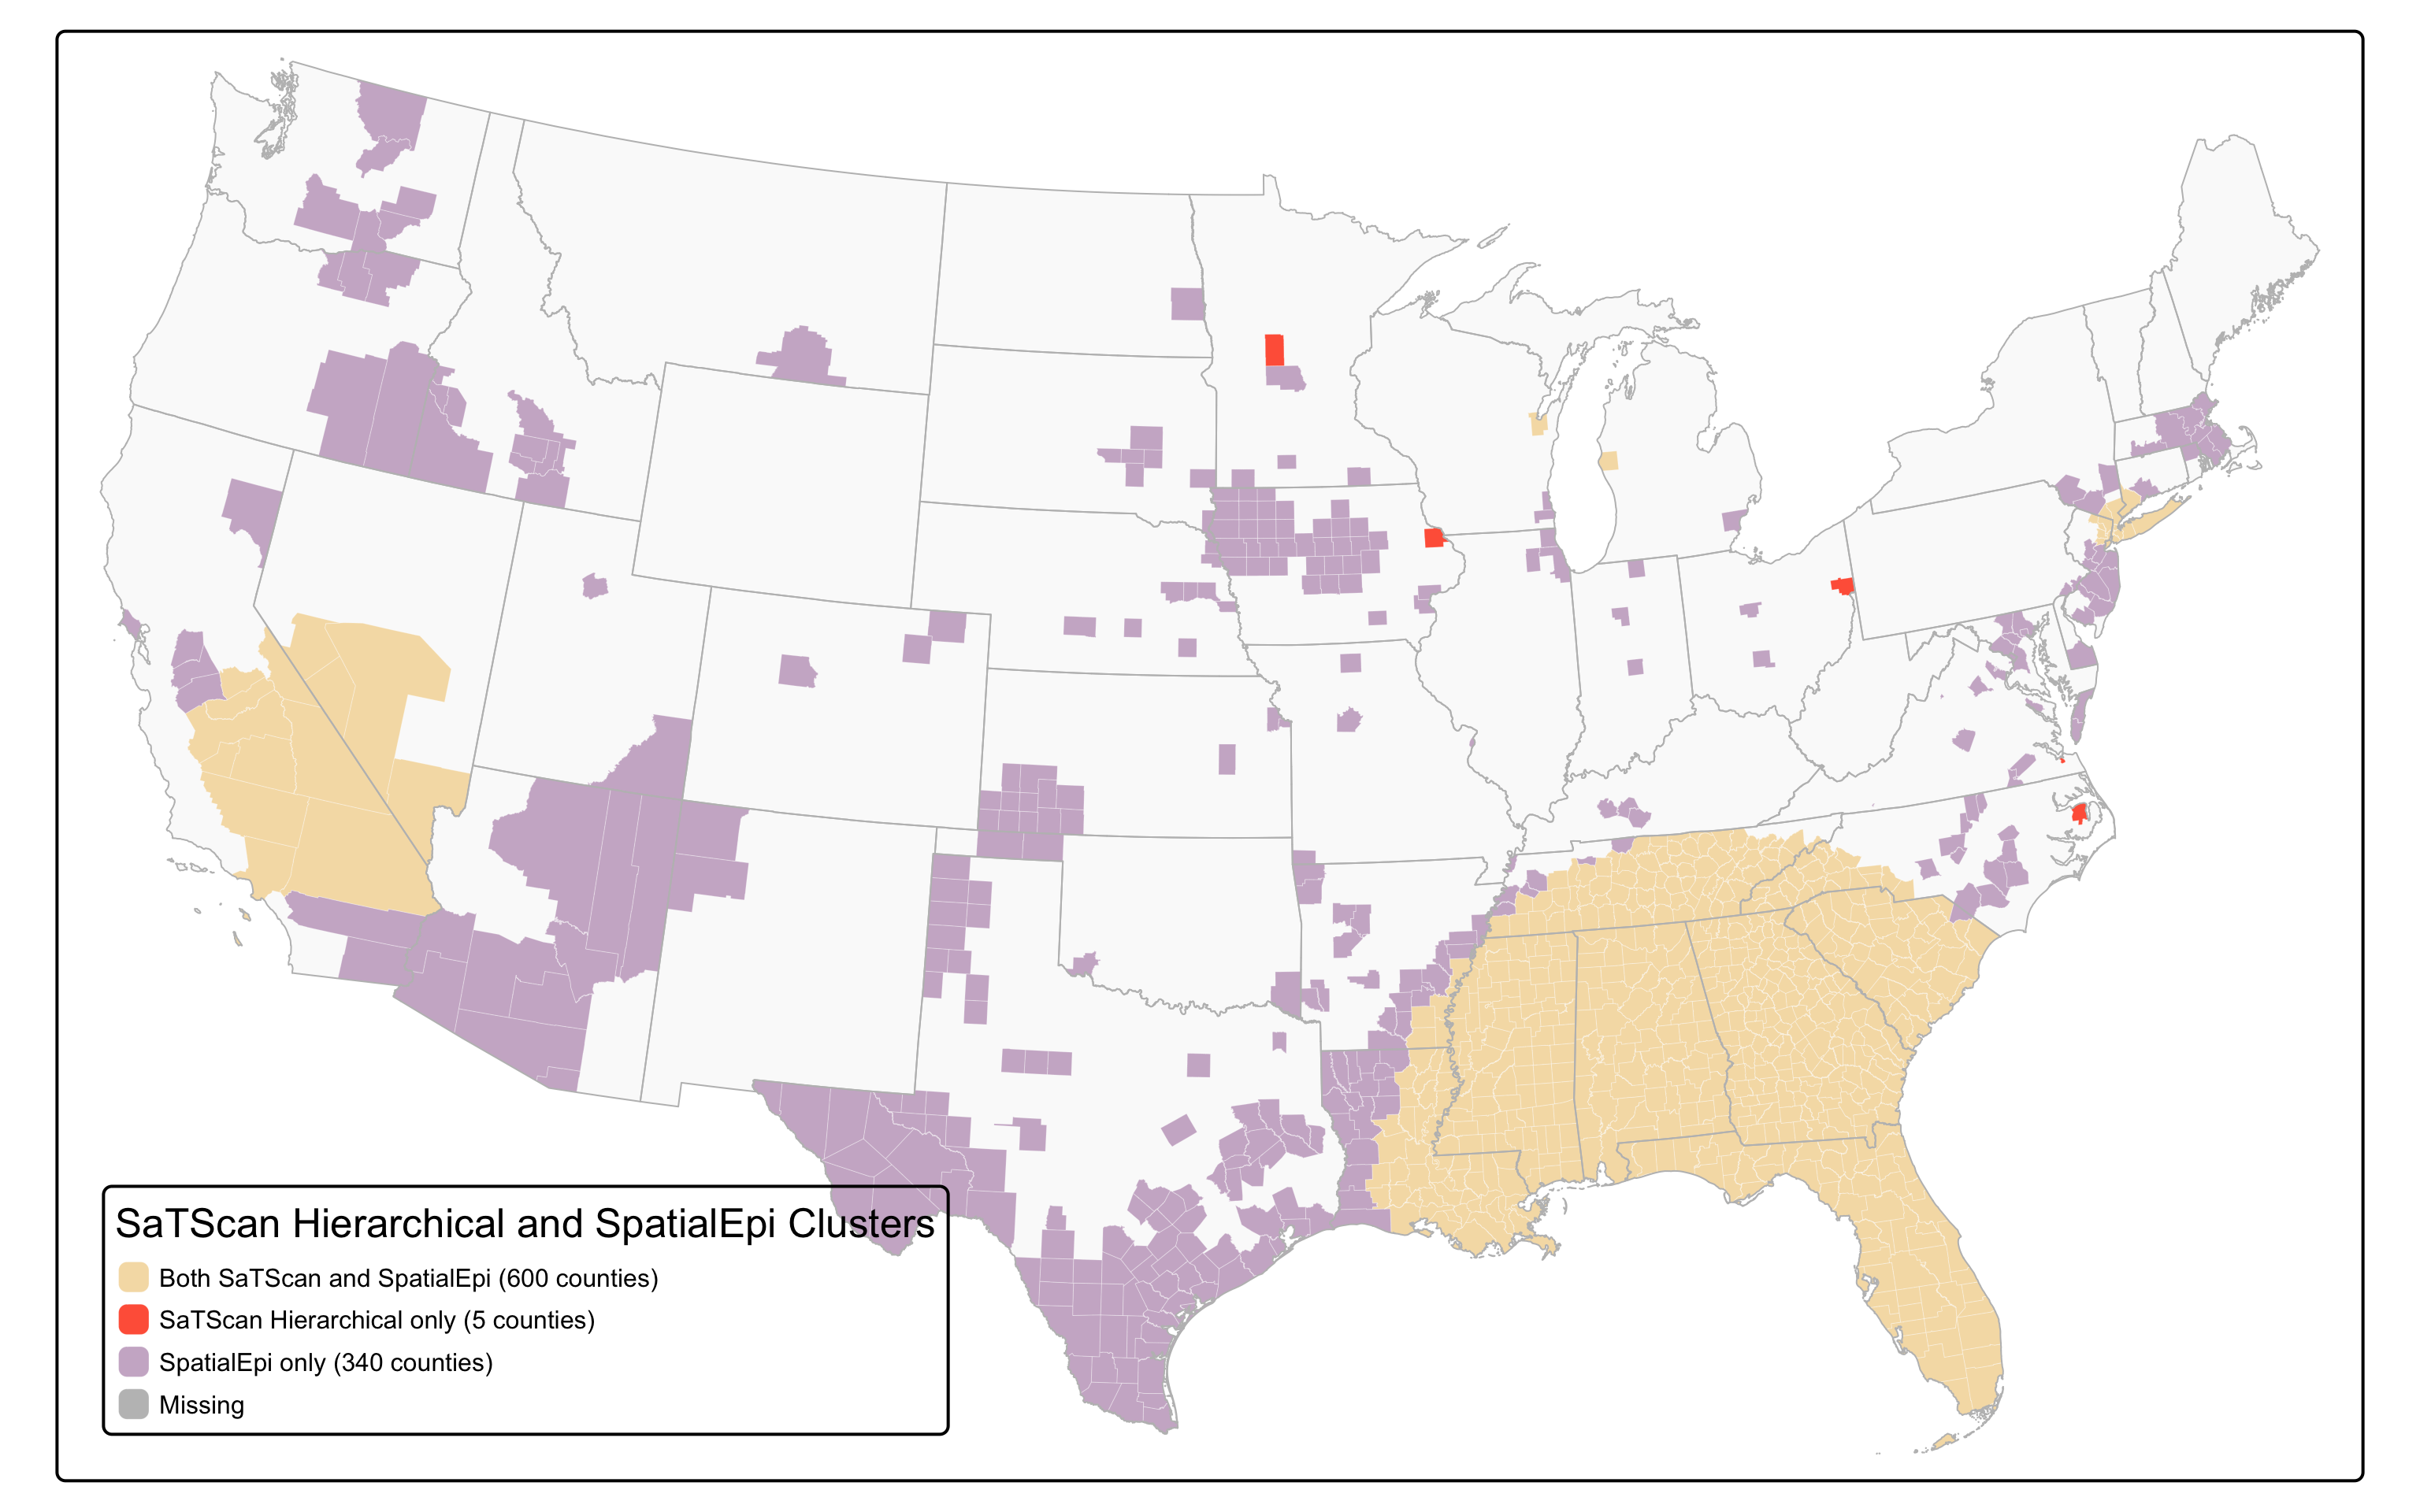 SaTScan Hierarchical and SpatialEpi Clusters
Both SaTScan and SpatialEpi (600 counties)
SaTScan Hierarchical only (5 counties)
SpatialEpi only (340 counties)
Missing